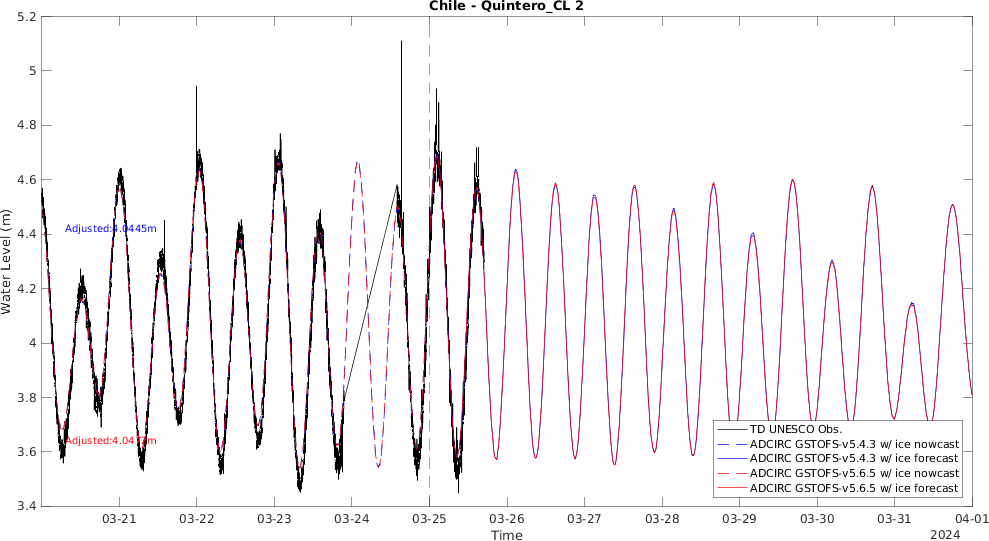 Chile - Quintero_CL 2
5.2
5
4.8
4.6
4.4
4.2
4
3.8
3.6
3.4
Water Level (m)
Adjusted:4.0445m
TD UNESCO Obs.
ADCIRC GSTOFS-v5.4.3 w/ ice nowcast
ADCIRC GSTOFS-v5.4.3 w/ ice forecast
ADCIRC GSTOFS-v5.6.5 w/ ice nowcast
ADCIRC GSTOFS-v5.6.5 w/ ice forecast
03-21 03-22 03-23 03-24 03-25 03-26 03-27 03-28 03-29 03-30 03-31 04-01
Time
2024